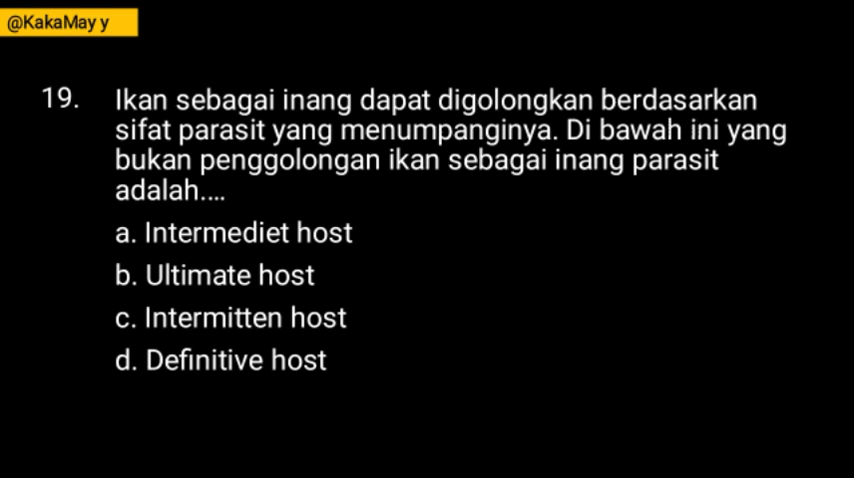 @KakaMay y
19. Ikan sebagai inang dapat digolongkan berdasarkan
sifat parasit yang menumpanginya. Di bawah ini yang
bukan penggolongan ikan sebagai inang parasit
adalah....
a. Intermediet host
b. Ultimate host
c. Intermitten host
d. Definitive host